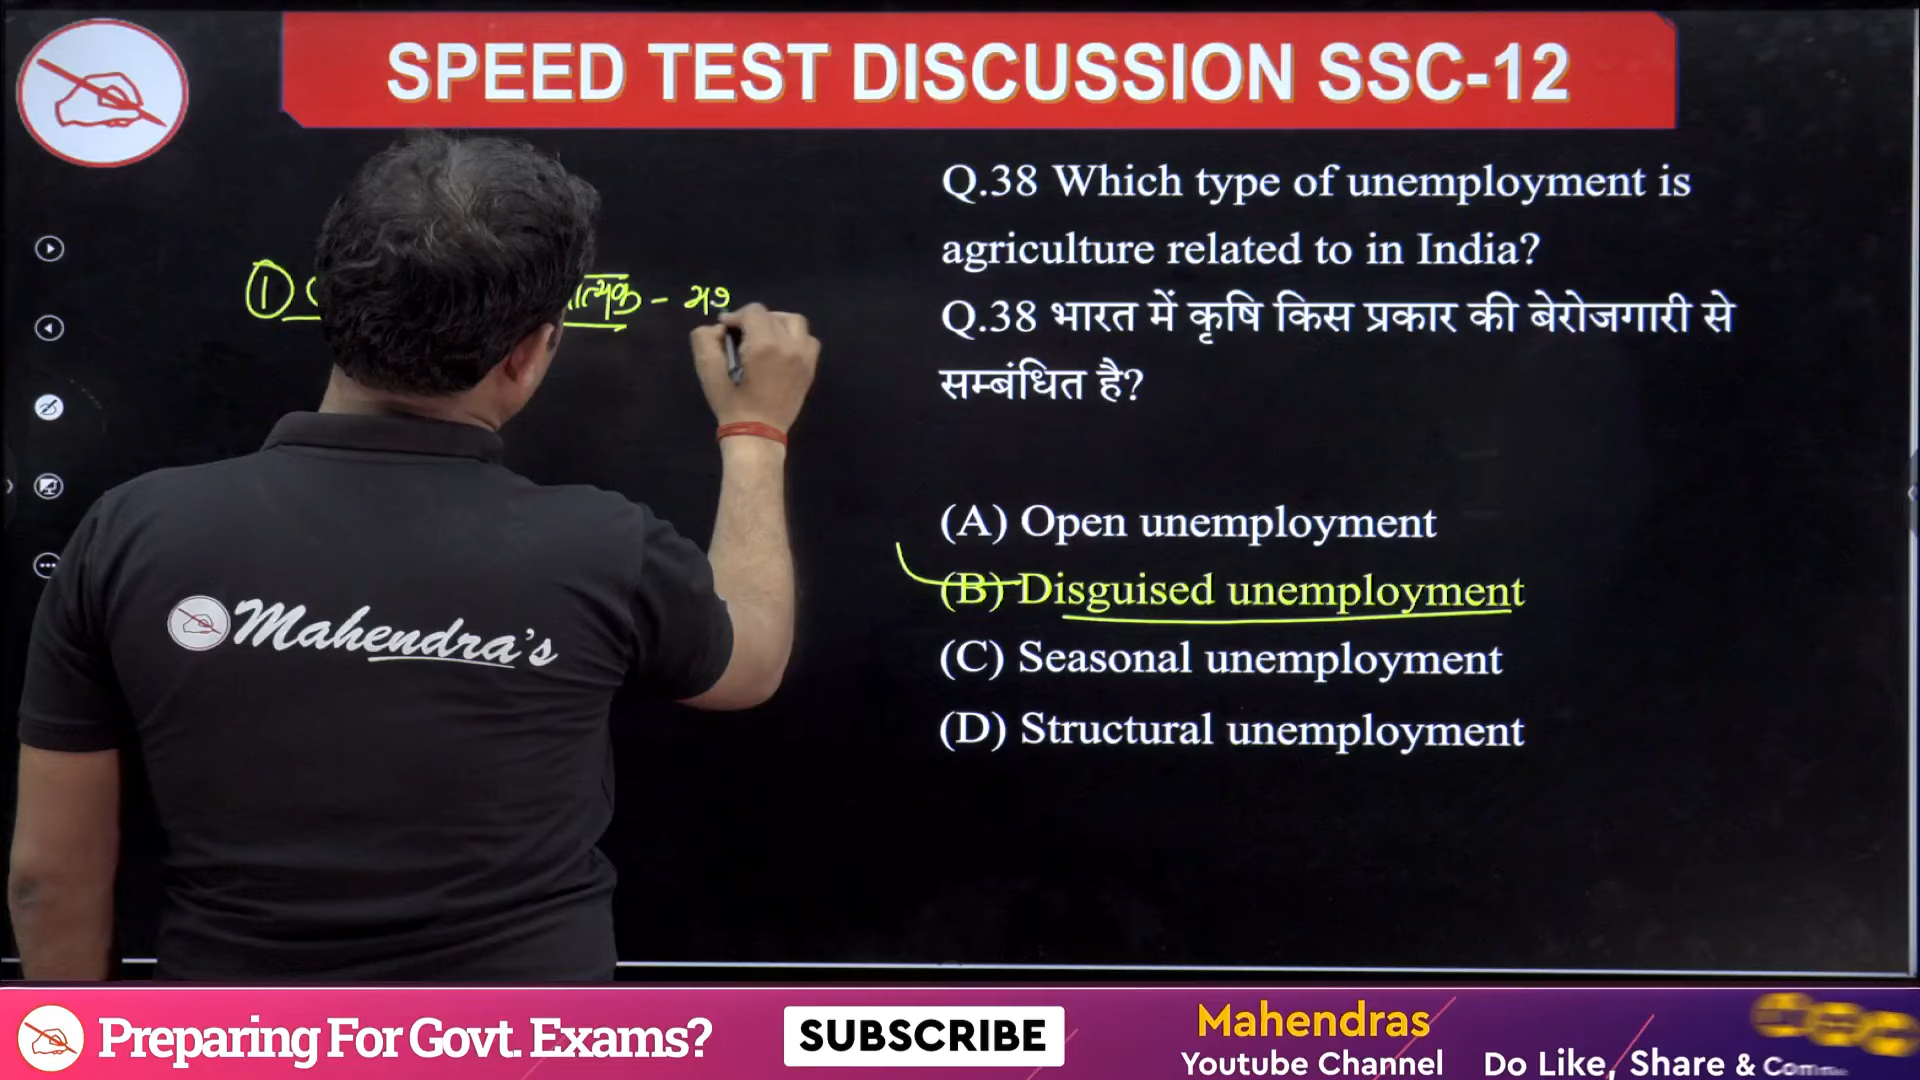 SPEED TEST DISCUSSION SSC-12
Q.38 Which type of unemployment is
agriculture related to in India?
Q.38 भारत में कृषि किस प्रकार की बेरोजगारी से
सम्बंधित है?
(A) Open unemployment
(B) Disguised unemployment
(C) Seasonal unemployment
(D) Structural unemployment
①
Mahendra's
Preparing For Govt. Exams?
SUBSCRIBE
Mahendras
Youtube Channel
Do Like, Share &